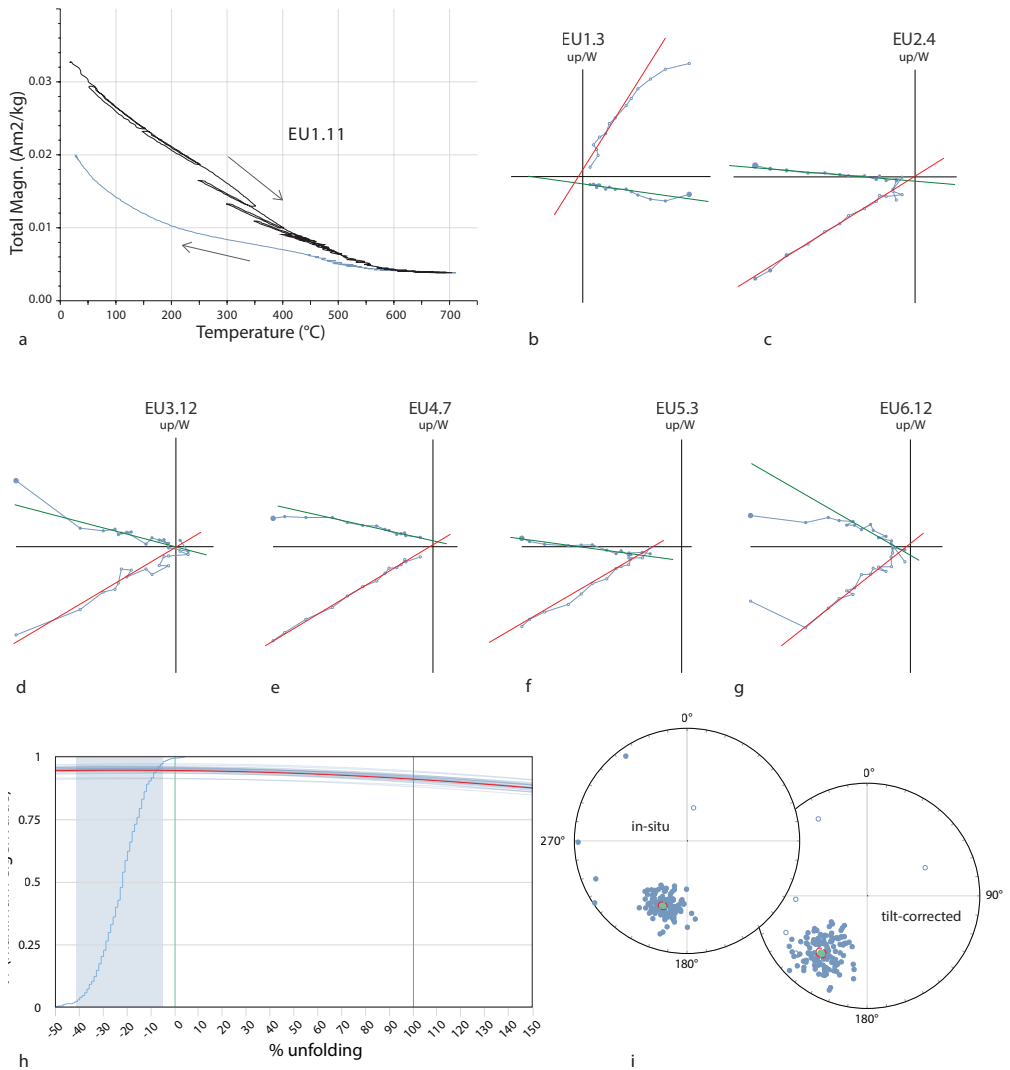 EU1.11
Total Magn. (Am2/kg)
0.03
0.02
0.01
0.00
0 100 200 300 400 500 600 700
Temperature (°C)
a
EU1.3
up/W
b
EU2.4
up/W
c
EU3.12
up/W
d
EU4.7
up/W
e
EU5.3
up/W
f
EU6.12
up/W
g
1
0.75
0.5
0.25
0
-50 -40 -30 -20 -10 0 10 20 30 40 50 60 70 80 90 100 110 120 130 140 150
% unfolding
h
0°
in-situ
270°
180°
0°
90°
tilt-corrected
180°
i